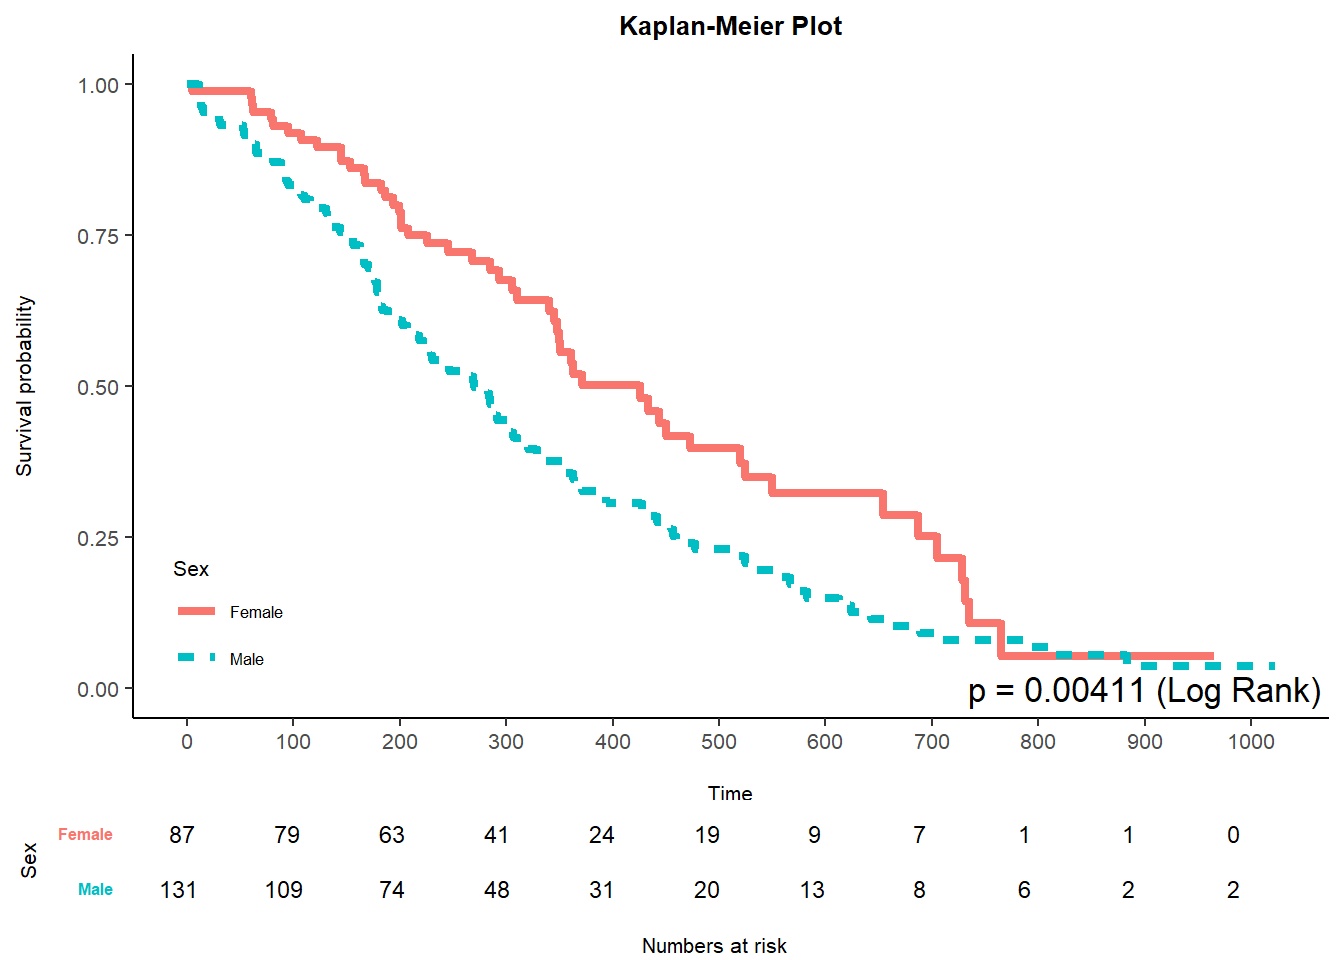 Kaplan-Meier Plot
Survival probability
1.00
0.75
0.50
0.25
0.00
Sex
Female
Male
p = 0.00411 (Log Rank)
0 100 200 300 400 500 600 700 800 900 1000
Time
Sex
Female 87 79 63 41 24 19 9 7 1 1 0
Male 131 109 74 48 31 20 13 8 6 2 2
Numbers at risk